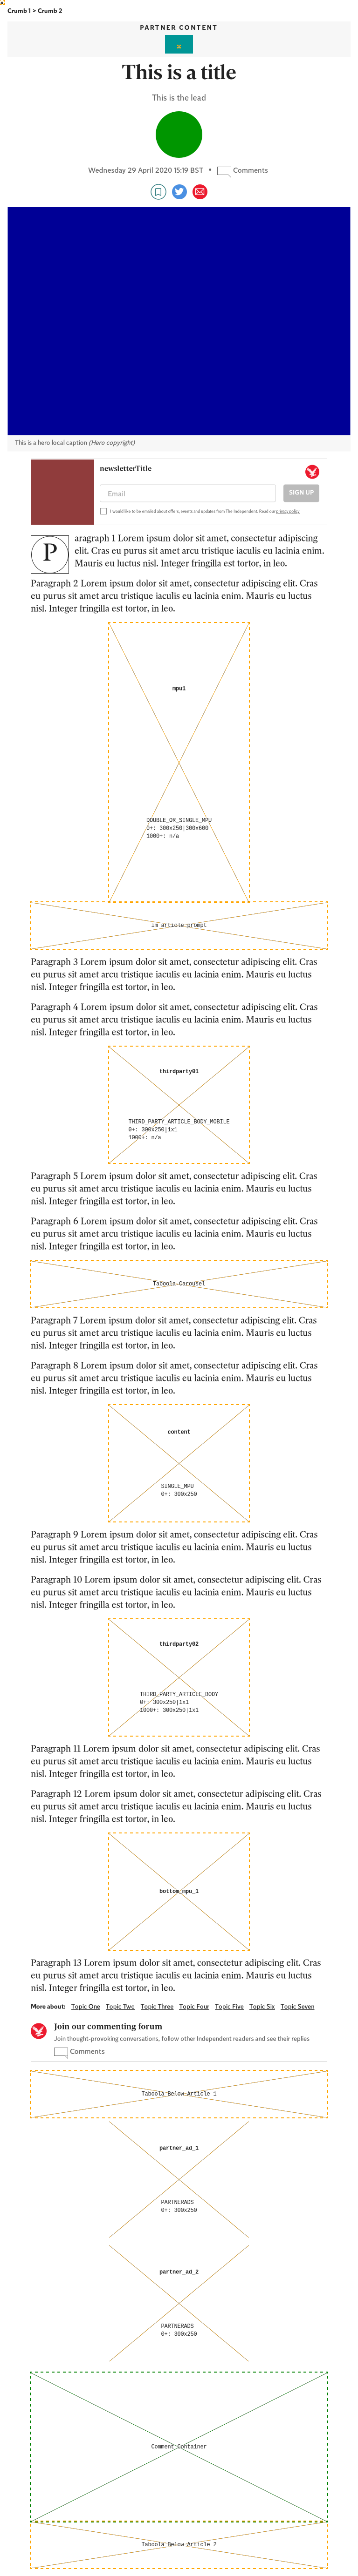 Crumb 1 > Crumb 2
PARTNER CONTENT
This is a title
This is the lead
Wednesday 29 April 2020 15:19 BST • Comments
This is a hero local caption (Hero copyright)
newsletterTitle
Email
SIGN UP
I would like to be emailed about offers, events and updates from The Independent. Read our privacy policy
Paragraph 1 Lorem ipsum dolor sit amet, consectetur adipiscing
elit. Cras eu purus sit amet arcu tristique iaculis eu lacinia enim.
Mauris eu luctus nisl. Integer fringilla est tortor, in leo.
Paragraph 2 Lorem ipsum dolor sit amet, consectetur adipiscing elit. Cras
eu purus sit amet arcu tristique iaculis eu lacinia enim. Mauris eu luctus
nisl. Integer fringilla est tortor, in leo.
mpu1
DOUBLE_OR_SINGLE_MPU
0+: 300x250|300x600
1000+: n/a
im article prompt
Paragraph 3 Lorem ipsum dolor sit amet, consectetur adipiscing elit. Cras
eu purus sit amet arcu tristique iaculis eu lacinia enim. Mauris eu luctus
nisl. Integer fringilla est tortor, in leo.
Paragraph 4 Lorem ipsum dolor sit amet, consectetur adipiscing elit. Cras
eu purus sit amet arcu tristique iaculis eu lacinia enim. Mauris eu luctus
nisl. Integer fringilla est tortor, in leo.
thirdparty01
THIRD_PARTY_ARTICLE_BODY_MOBILE
0+: 300x250|1x1
1000+: n/a
Paragraph 5 Lorem ipsum dolor sit amet, consectetur adipiscing elit. Cras
eu purus sit amet arcu tristique iaculis eu lacinia enim. Mauris eu luctus
nisl. Integer fringilla est tortor, in leo.
Paragraph 6 Lorem ipsum dolor sit amet, consectetur adipiscing elit. Cras
eu purus sit amet arcu tristique iaculis eu lacinia enim. Mauris eu luctus
nisl. Integer fringilla est tortor, in leo.
Taboola Carousel
Paragraph 7 Lorem ipsum dolor sit amet, consectetur adipiscing elit. Cras
eu purus sit amet arcu tristique iaculis eu lacinia enim. Mauris eu luctus
nisl. Integer fringilla est tortor, in leo.
Paragraph 8 Lorem ipsum dolor sit amet, consectetur adipiscing elit. Cras
eu purus sit amet arcu tristique iaculis eu lacinia enim. Mauris eu luctus
nisl. Integer fringilla est tortor, in leo.
content
SINGLE_MPU
0+: 300x250
Paragraph 9 Lorem ipsum dolor sit amet, consectetur adipiscing elit. Cras
eu purus sit amet arcu tristique iaculis eu lacinia enim. Mauris eu luctus
nisl. Integer fringilla est tortor, in leo.
Paragraph 10 Lorem ipsum dolor sit amet, consectetur adipiscing elit. Cras
eu purus sit amet arcu tristique iaculis eu lacinia enim. Mauris eu luctus
nisl. Integer fringilla est tortor, in leo.
thirdparty02
THIRD_PARTY_ARTICLE_BODY
0+: 300x250|1x1
1000+: 300x250|1x1
Paragraph 11 Lorem ipsum dolor sit amet, consectetur adipiscing elit. Cras
eu purus sit amet arcu tristique iaculis eu lacinia enim. Mauris eu luctus
nisl. Integer fringilla est tortor, in leo.
Paragraph 12 Lorem ipsum dolor sit amet, consectetur adipiscing elit. Cras
eu purus sit amet arcu tristique iaculis eu lacinia enim. Mauris eu luctus
nisl. Integer fringilla est tortor, in leo.
bottom_mpu_1
Paragraph 13 Lorem ipsum dolor sit amet, consectetur adipiscing elit. Cras
eu purus sit amet arcu tristique iaculis eu lacinia enim. Mauris eu luctus
nisl. Integer fringilla est tortor, in leo.
More about: Topic One Topic Two Topic Three Topic Four Topic Five Topic Six Topic Seven
Join our commenting forum
Join thought-provoking conversations, follow other Independent readers and see their replies
Comments
Taboola Below Article 1
partner_ad_1
PARTNERADS
0+: 300x250
partner_ad_2
PARTNERADS
0+: 300x250
Comment Container
Taboola Below Article 2